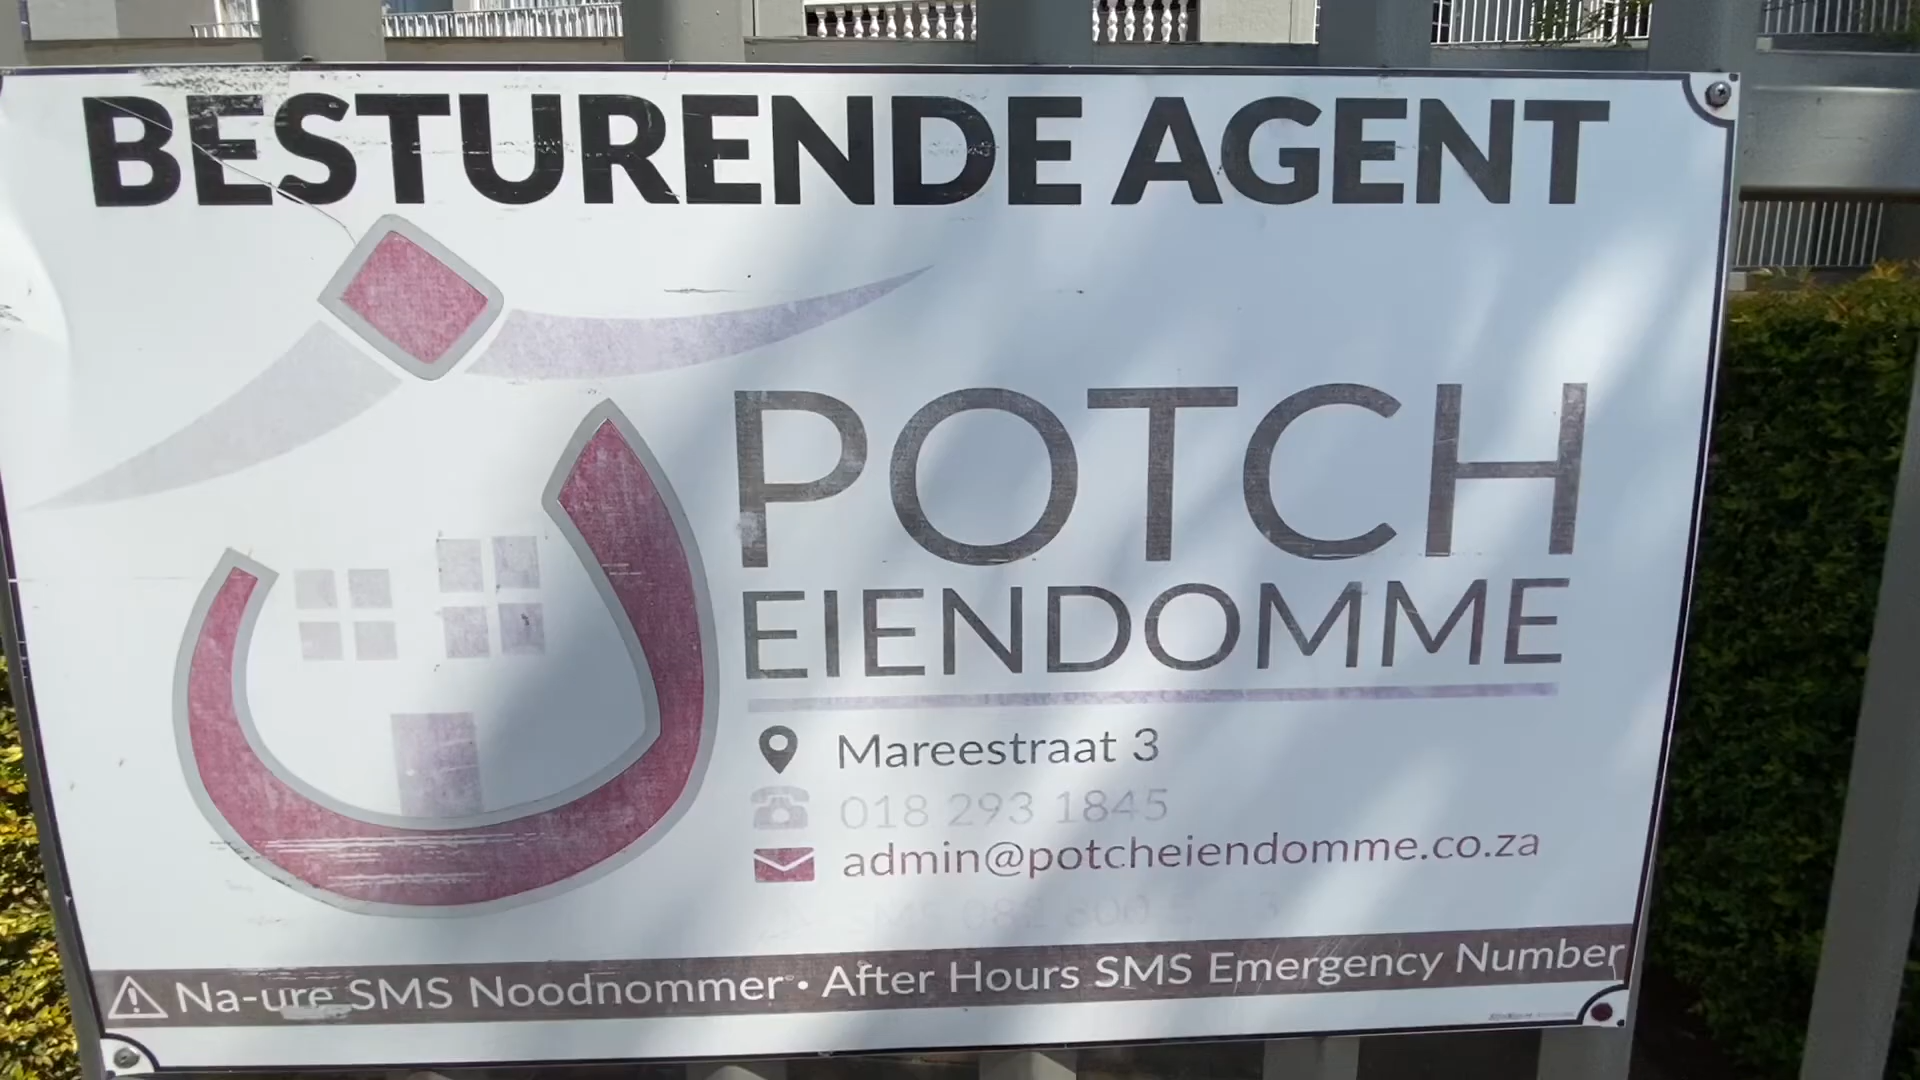 BESTURENDE AGENT
POTCH
EIENDOMME
Mareestraat 3
018 293 1845
admin@potcheiendomme.co.za
SMS
Na-ure SMS Noodnommer • After Hours SMS Emergency Number